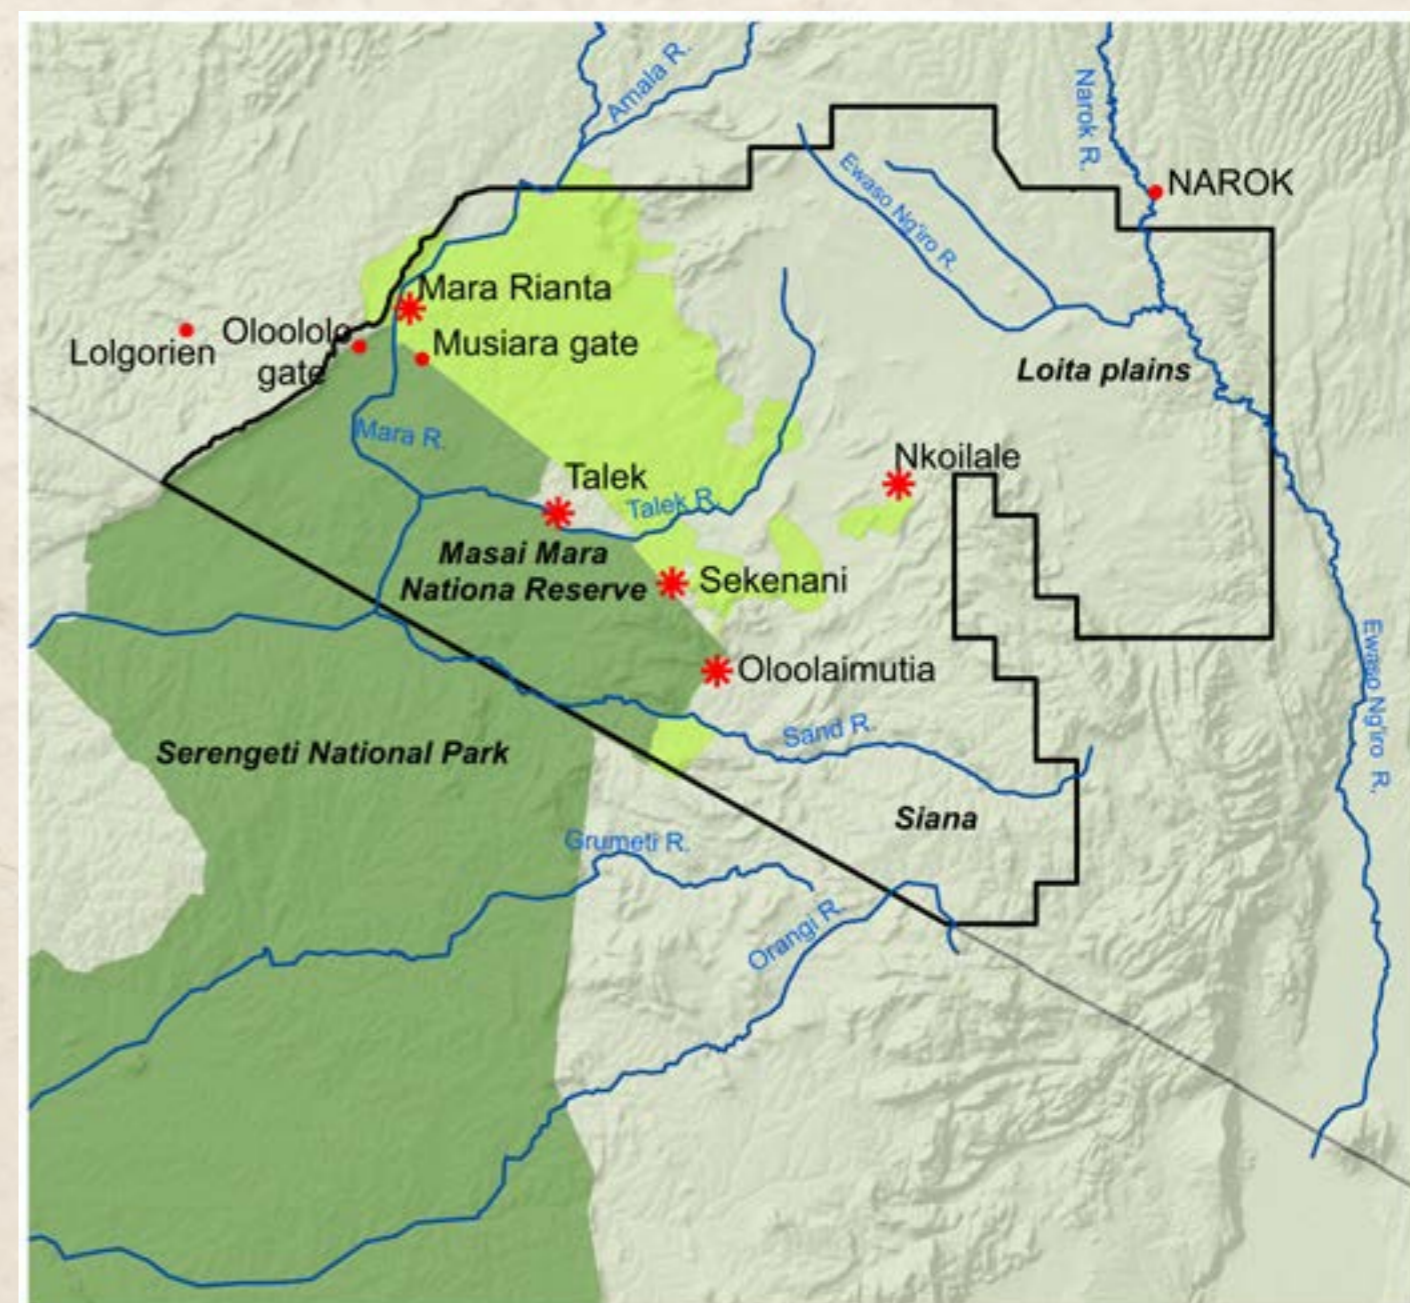 Amala R.
Narok R.
NAROK
Ewaso Ng'iro R.
Mara Rianta
Oloololo
gate
Lolgorien
Musiara gate
Loita plains
Mara R.
Nkoilale
Talek
Talek R.
Masai Mara
Nationa Reserve
Sekenani
Oloolaimutia
Ewaso Ng'iro R.
Sand R.
Serengeti National Park
Siana
Grumeti R.
Orangi R.